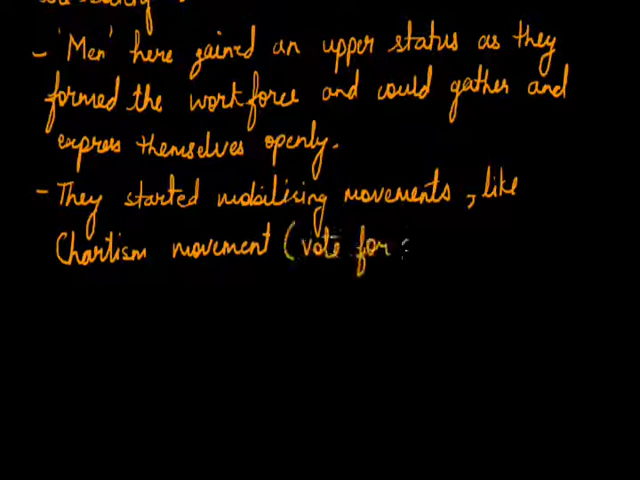 - 'Men' here gained an upper status as they
formed the workforce and could gather and
express themselves openly.
- They started mobilising movements, like
Chartism movement (vote for